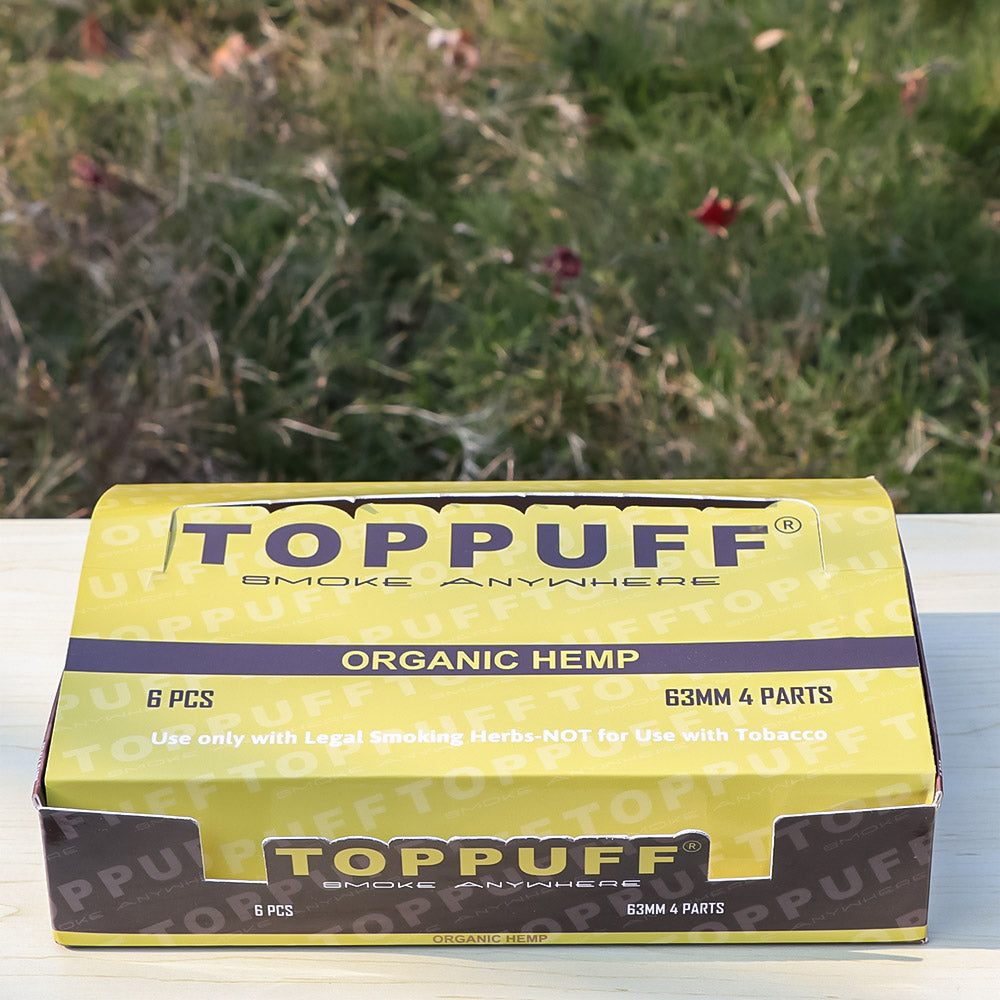 TOPPUFF®
SMOKE ANYWHERE
ORGANIC HEMP
6 PCS 63MM 4 PARTS
Use only with Legal Smoking Herbs-NOT for Use with Tobacco
TOPPUFF®
SMOKE ANYWHERE
6 PCS 63MM 4 PARTS
ORGANIC HEMP